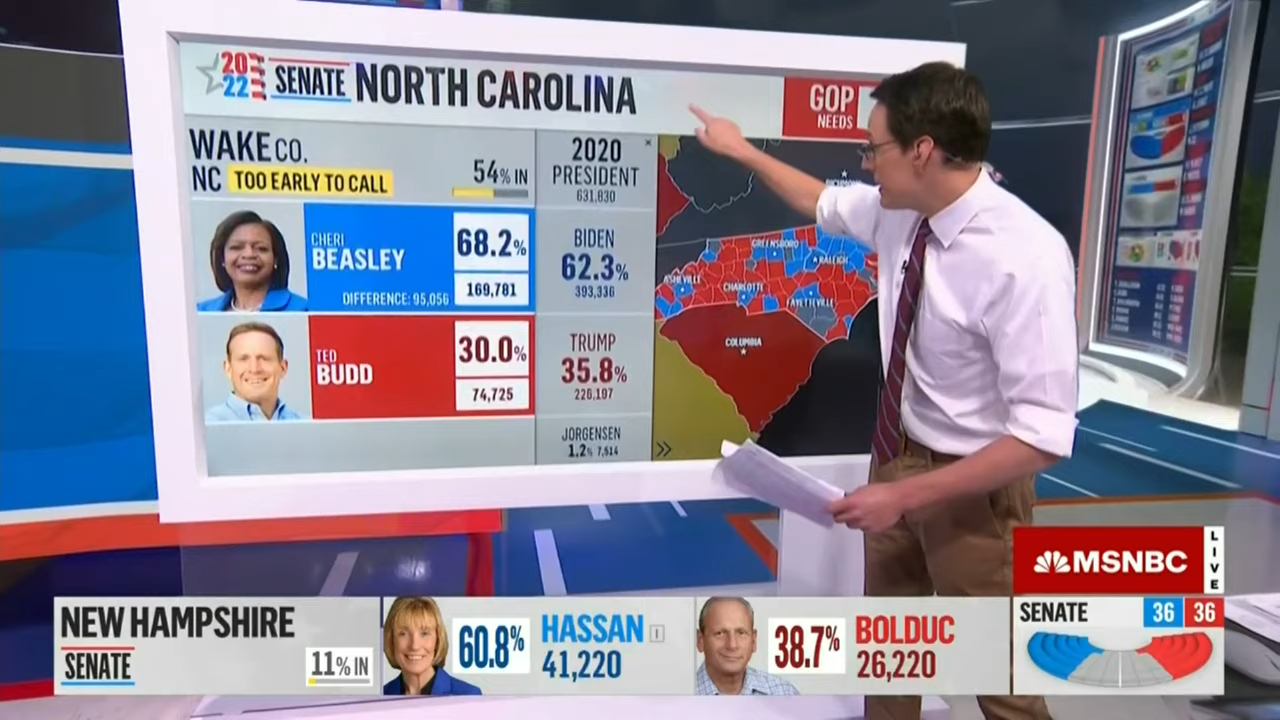 2022 SENATE NORTH CAROLINA
GOP
NEEDS
WAKE CO.
NC TOO EARLY TO CALL
54% IN
CHERI
BEASLEY
68.2%
DIFFERENCE: 95,056
169,781
TED
BUDD
30.0%
74,725
2020
PRESIDENT
631,830
BIDEN
62.3%
393,336
TRUMP
35.8%
226,197
JORGENSEN
1.2% 7,514
GREENSBORO
RALEIGH
ASHEVILLE
CHARLOTTE
FAYETTEVILLE
COLUMBIA
MSNBC
LIVE
NEW HAMPSHIRE
SENATE
11% IN
60.8%
HASSAN I
41,220
38.7%
BOLDUC
26,220
SENATE 36 36